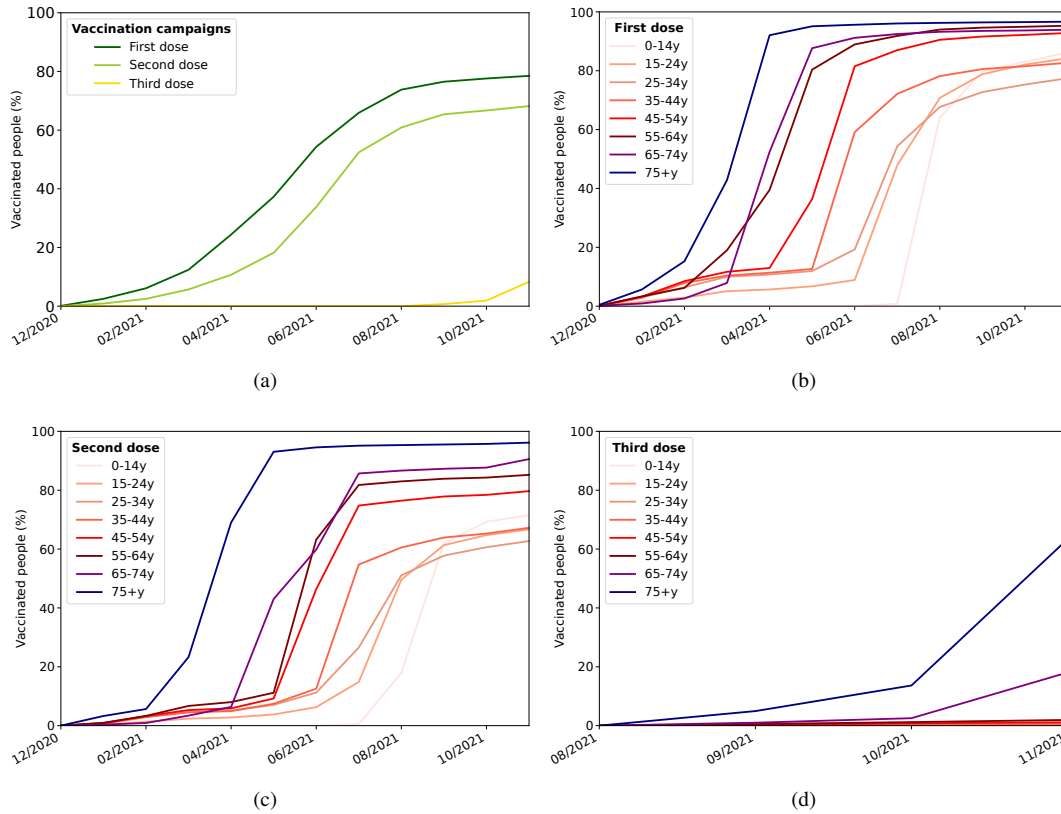 Vaccinated people (%)
100
80
60
40
20
0
Vaccination campaigns
First dose
Second dose
Third dose
12/2020
02/2021
04/2021
06/2021
08/2021
10/2021
(a)
Vaccinated people (%)
100
80
60
40
20
0
First dose
0-14y
15-24y
25-34y
35-44y
45-54y
55-64y
65-74y
75+y
12/2020
02/2021
04/2021
06/2021
08/2021
10/2021
(b)
Vaccinated people (%)
100
80
60
40
20
0
Second dose
0-14y
15-24y
25-34y
35-44y
45-54y
55-64y
65-74y
75+y
12/2020
02/2021
04/2021
06/2021
08/2021
10/2021
(c)
Vaccinated people (%)
100
80
60
40
20
0
Third dose
0-14y
15-24y
25-34y
35-44y
45-54y
55-64y
65-74y
75+y
08/2021
09/2021
10/2021
11/2021
(d)